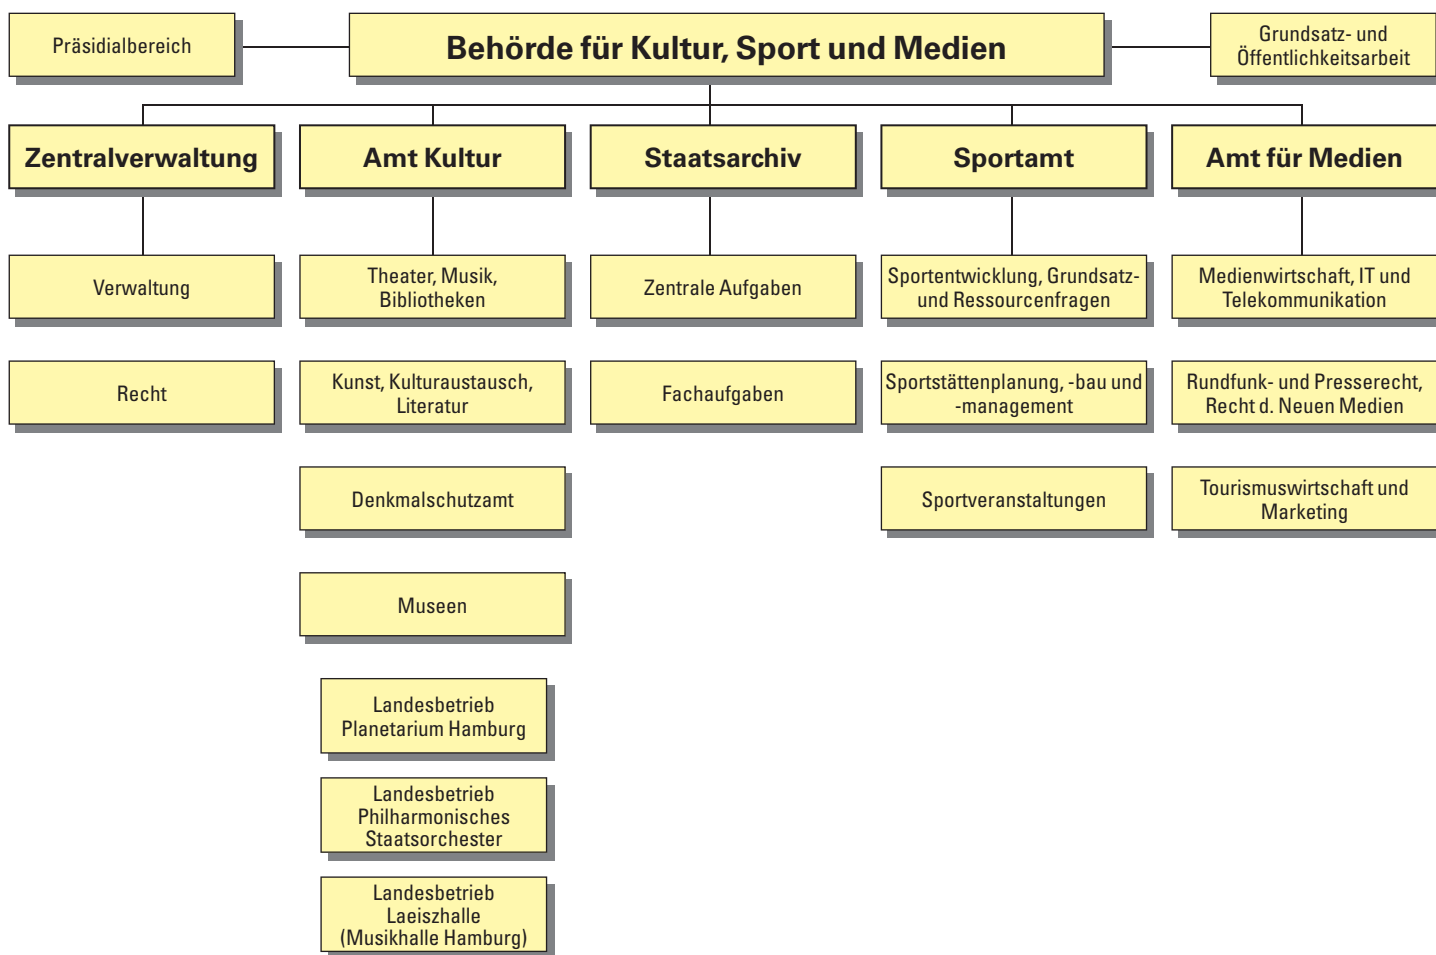 Präsidialbereich
Behörde für Kultur, Sport und Medien
Grundsatz- und
Öffentlichkeitsarbeit
Zentralverwaltung
Amt Kultur
Staatsarchiv
Sportamt
Amt für Medien
Verwaltung
Theater, Musik,
Bibliotheken
Zentrale Aufgaben
Sportentwicklung, Grundsatz-
und Ressourcenfragen
Medienwirtschaft, IT und
Telekommunikation
Recht
Kunst, Kulturaustausch,
Literatur
Fachaufgaben
Sportstättenplanung, -bau und
-management
Rundfunk- und Presserecht,
Recht d. Neuen Medien
Denkmalschutzamt
Sportveranstaltungen
Tourismuswirtschaft und
Marketing
Museen
Landesbetrieb
Planetarium Hamburg
Landesbetrieb
Philharmonisches
Staatsorchester
Landesbetrieb
Laeiszhalle
(Musikhalle Hamburg)